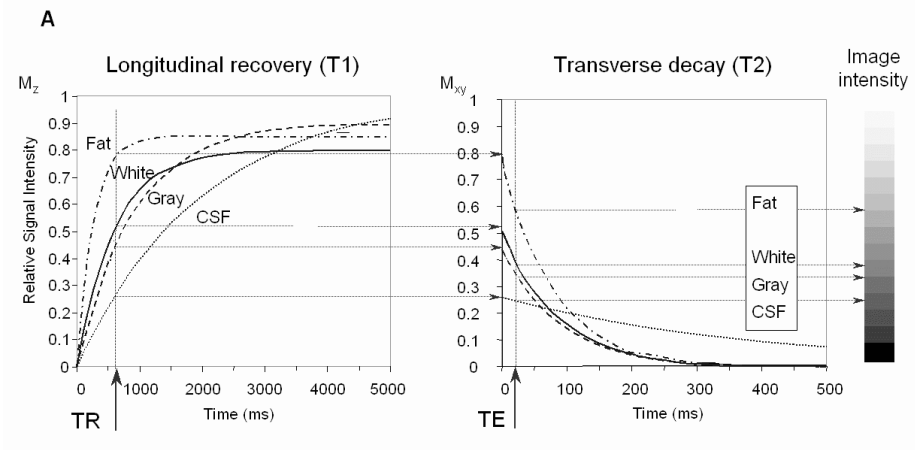 A
Longitudinal recovery (T1)
Transverse decay (T2)
Image
intensity
Mz
Mxy
Relative Signal Intensity
1
0.9
0.8
0.7
0.6
0.5
0.4
0.3
0.2
0.1
0
Fat
White
Gray
CSF
0 1000 2000 3000 4000 5000
Time (ms)
TR
1
0.9
0.8
0.7
0.6
0.5
0.4
0.3
0.2
0.1
0
Fat
White
Gray
CSF
0 100 200 300 400 500
Time (ms)
TE